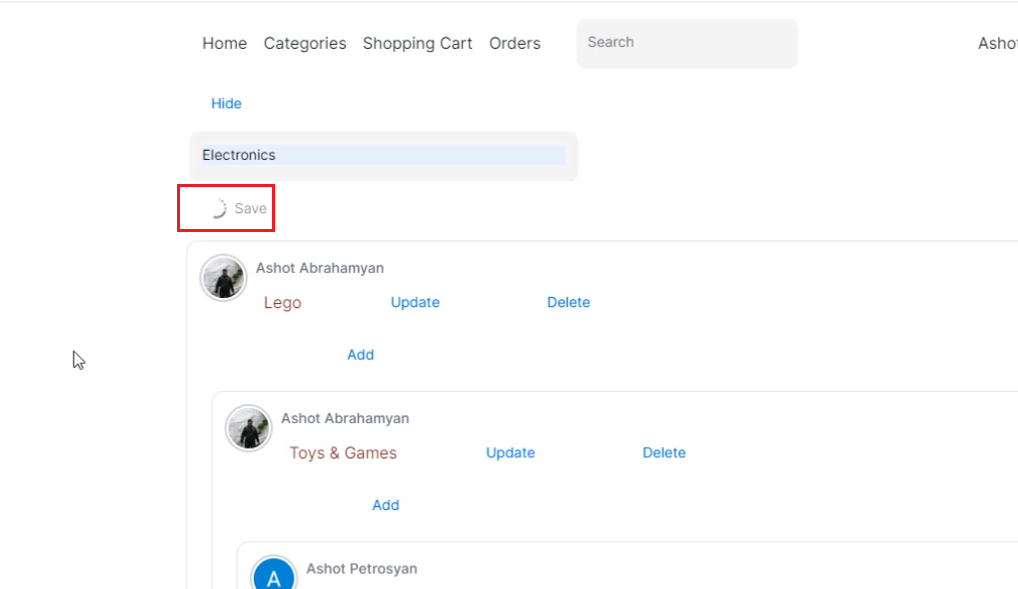 Home Categories Shopping Cart Orders Search
Hide
Electronics
Save
Ashot Abrahamyan
Lego Update Delete
Add
Ashot Abrahamyan
Toys & Games Update Delete
Add
A Ashot Petrosyan